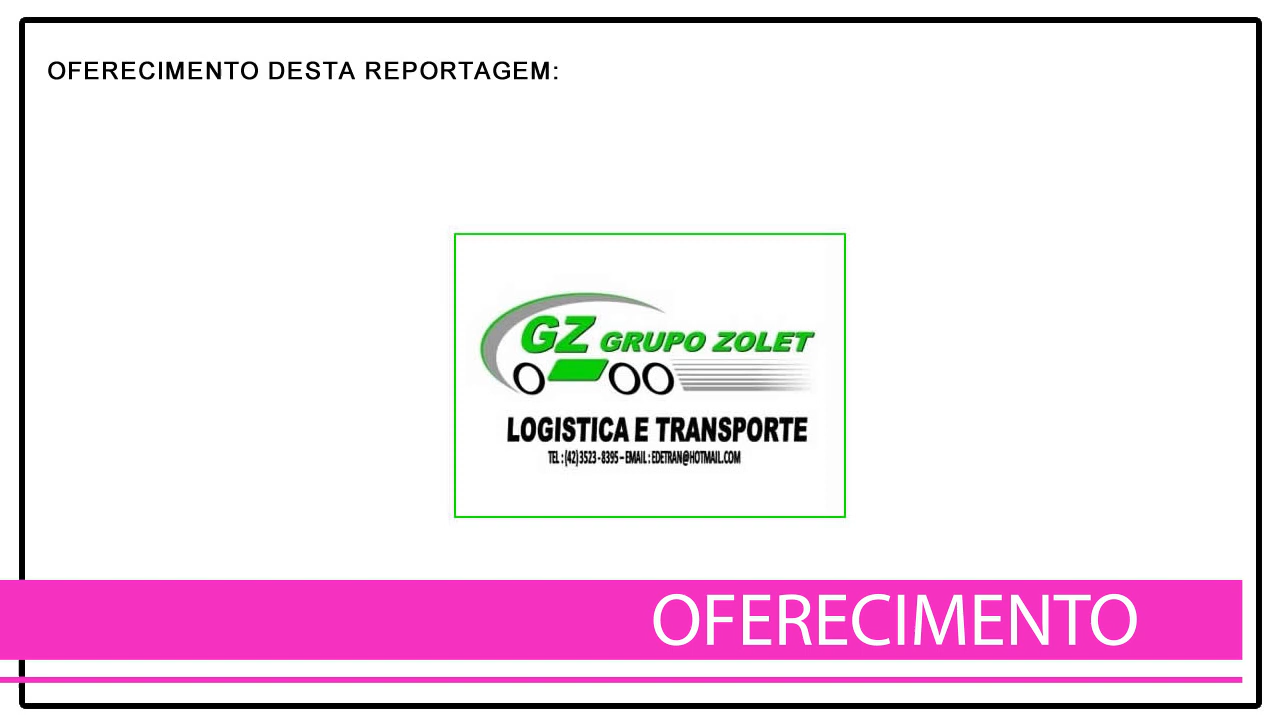 OFERECIMENTO DESTA REPORTAGEM:
GZ GRUPO ZOLET
LOGISTICA E TRANSPORTE
TEL : (42) 3523 - 8395 – EMAIL : EDETRAN@HOTMAIL.COM
OFERECIMENTO